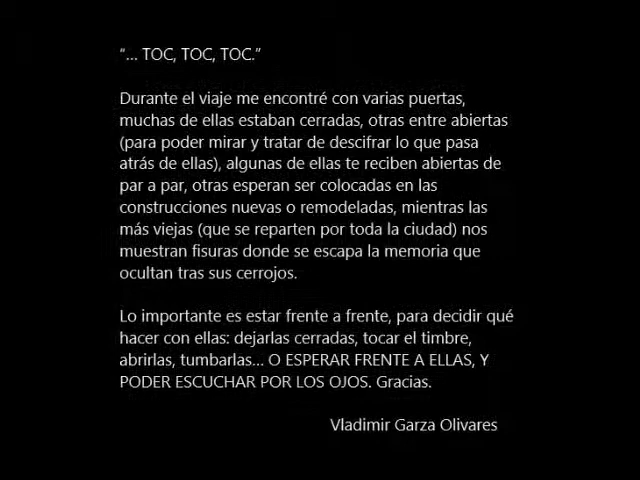 “... TOC, TOC, TOC.”
Durante el viaje me encontré con varias puertas,
muchas de ellas estaban cerradas, otras entre abiertas
(para poder mirar y tratar de descifrar lo que pasa
atrás de ellas), algunas de ellas te reciben abiertas de
par a par, otras esperan ser colocadas en las
construcciones nuevas o remodeladas, mientras las
más viejas (que se reparten por toda la ciudad) nos
muestran fisuras donde se escapa la memoria que
ocultan tras sus cerrojos.
Lo importante es estar frente a frente, para decidir qué
hacer con ellas: dejarlas cerradas, tocar el timbre,
abrirlas, tumbarlas... O ESPERAR FRENTE A ELLAS, Y
PODER ESCUCHAR POR LOS OJOS. Gracias.
Vladimir Garza Olivares